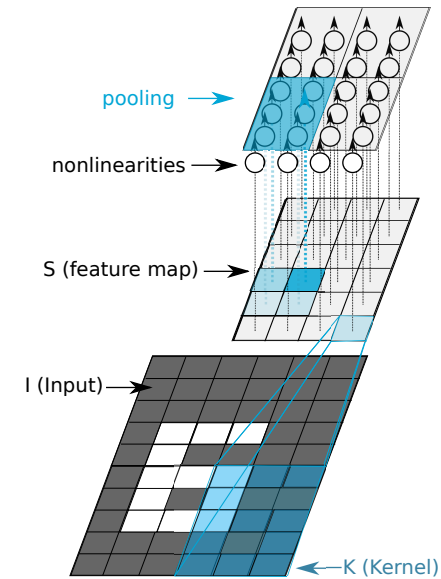 pooling
nonlinearities
S (feature map)
I (Input)
K (Kernel)